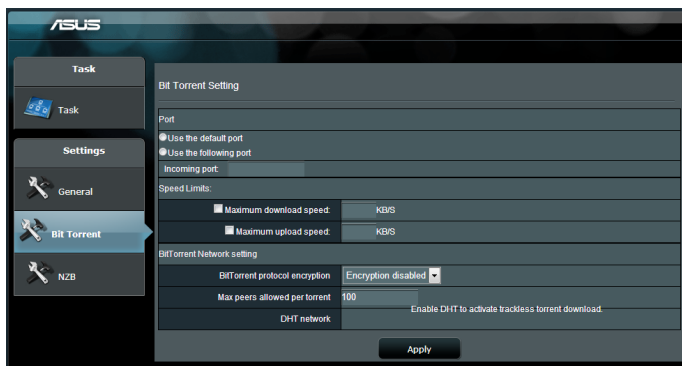 ASUS
Task
Task
Settings
General
Bit Torrent
NZB
Bit Torrent Setting
Port
Use the default port
Use the following port
Incoming port:
Speed Limits:
Maximum download speed: KB/S
Maximum upload speed: KB/S
BitTorrent Network setting
BitTorrent protocol encryption Encryption disabled
Max peers allowed per torrent 100
DHT network Enable DHT to activate trackless torrent download.
Apply